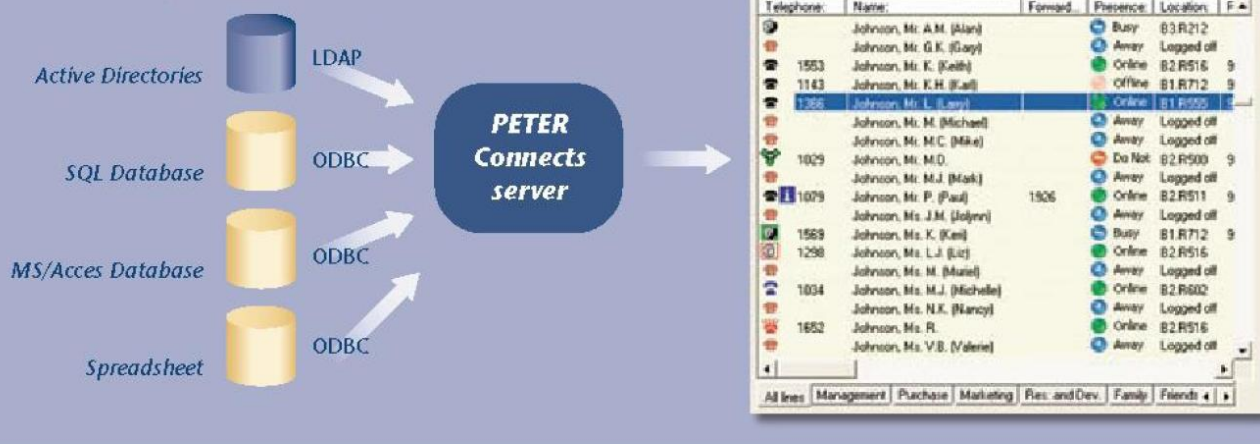 Active Directories
LDAP
SQL Database
ODBC
MS/Acces Database
ODBC
Spreadsheet
ODBC
PETER
Connects
server
Telephone: Name: Forward... Presence: Location: F
Johnson, Mr. A.M. (Alan) Busy B3.R212
Johnson, Mr. G.K. (Gary) Away Logged off
1553 Johnson, Mr. K. (Keith) Online B2.R516 9
1143 Johnson, Mr. K.H. (Karl) Offline B1.R712 9
1366 Johnson, Mr. L. (Larry) Online B1.R555
Johnson, Mr. M. (Michael) Away Logged off
Johnson, Mr. M.C. (Mike) Away Logged off
1029 Johnson, Mr. M.D. Do Not B2.R500 9
Johnson, Mr. M.J. (Mark) Away Logged off
1079 Johnson, Mr. P. (Paul) 1926 Online B2.R511 9
Johnson, Ms. J.M. (Jolynn) Away Logged off
1569 Johnson, Ms. K. (Keri) Busy B1.R712 9
1298 Johnson, Ms. L.J. (Liz) Online B2.R516
Johnson, Ms. M. (Muriel) Away Logged off
1034 Johnson, Ms. M.J. (Michelle) Online B2.R602
Johnson, Ms. N.K. (Nancy) Away Logged off
1652 Johnson, Ms. R. Online B2.R516
Johnson, Ms. V.B. (Valerie) Away Logged off
All lines Management Purchase Marketing Res. and Dev. Family Friends